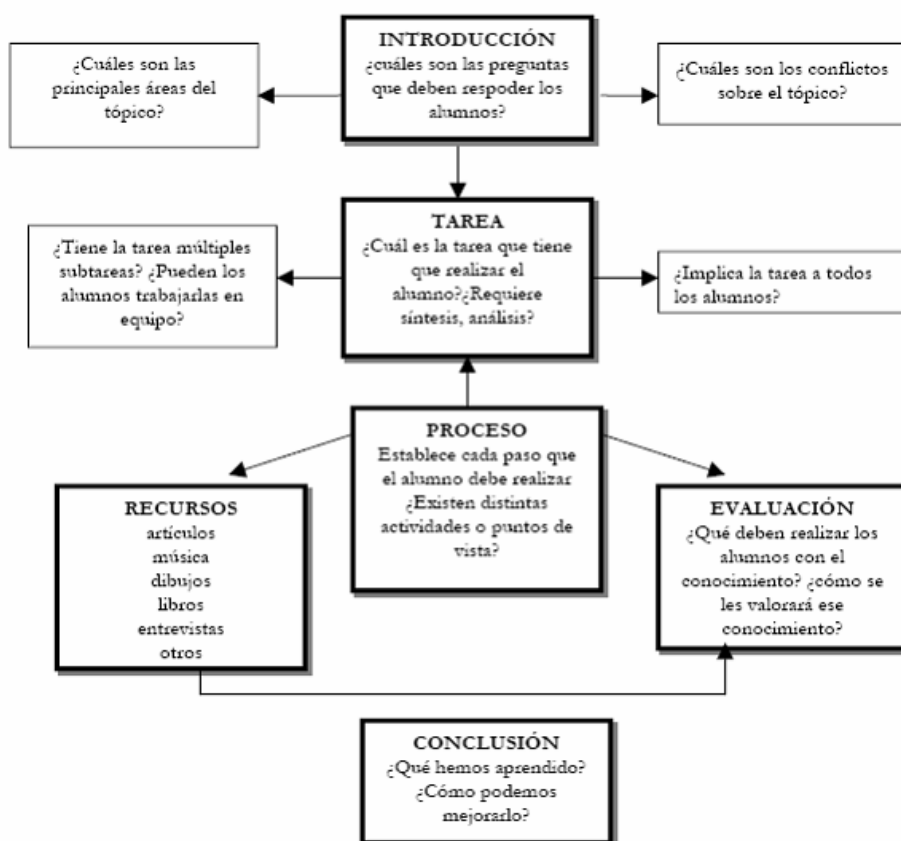 INTRODUCCIÓN
¿cuáles son las preguntas
que deben respoder los
alumnos?
¿Cuáles son las
principales áreas del
tópico?
¿Cuáles son los conflictos
sobre el tópico?
TAREA
¿Cuál es la tarea que tiene
que realizar el
alumno?¿Requiere
síntesis, análisis?
¿Tiene la tarea múltiples
subtareas? ¿Pueden los
alumnos trabajarlas en
equipo?
¿Implica la tarea a todos
los alumnos?
PROCESO
Establece cada paso que
el alumno debe realizar
¿Existen distintas
actividades o puntos de
vista?
RECURSOS
artículos
música
dibujos
libros
entrevistas
otros
EVALUACIÓN
¿Qué deben realizar los
alumnos con el
conocimiento? ¿cómo se
les valorará ese
conocimiento?
CONCLUSIÓN
¿Qué hemos aprendido?
¿Cómo podemos
mejorarlo?